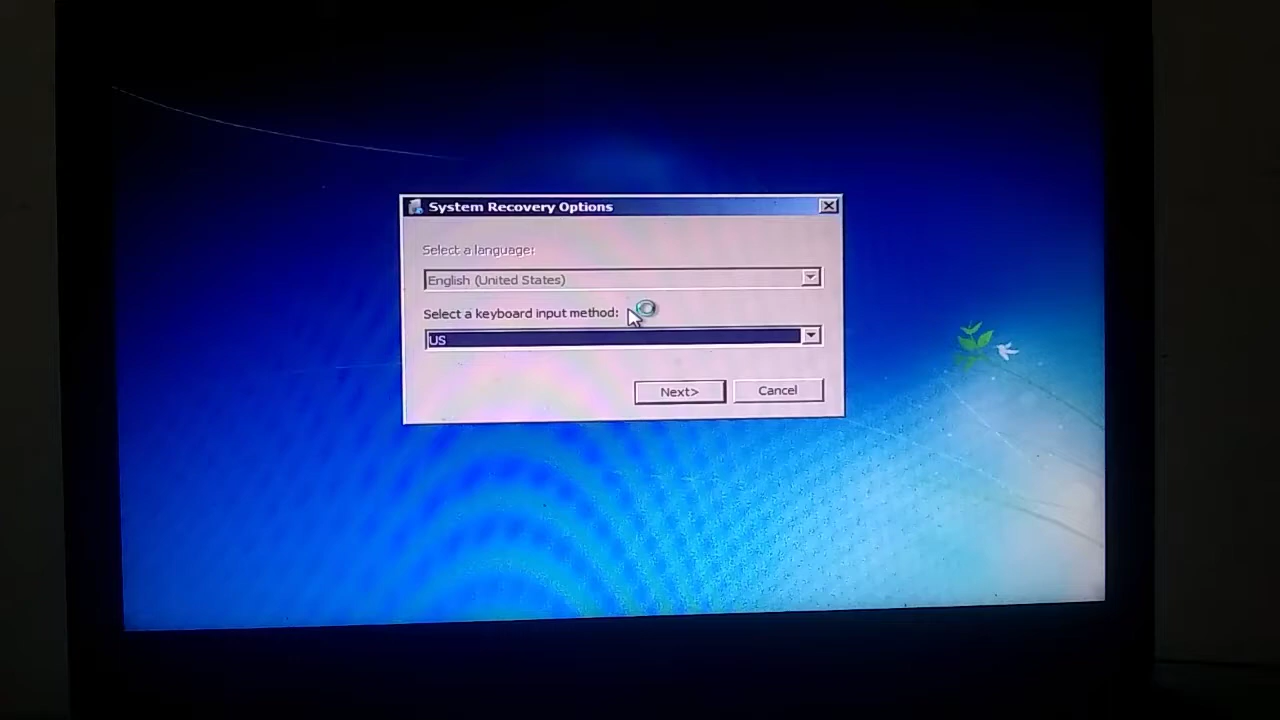 System Recovery Options
Select a language:
English (United States)
Select a keyboard input method:
US
Next>
Cancel